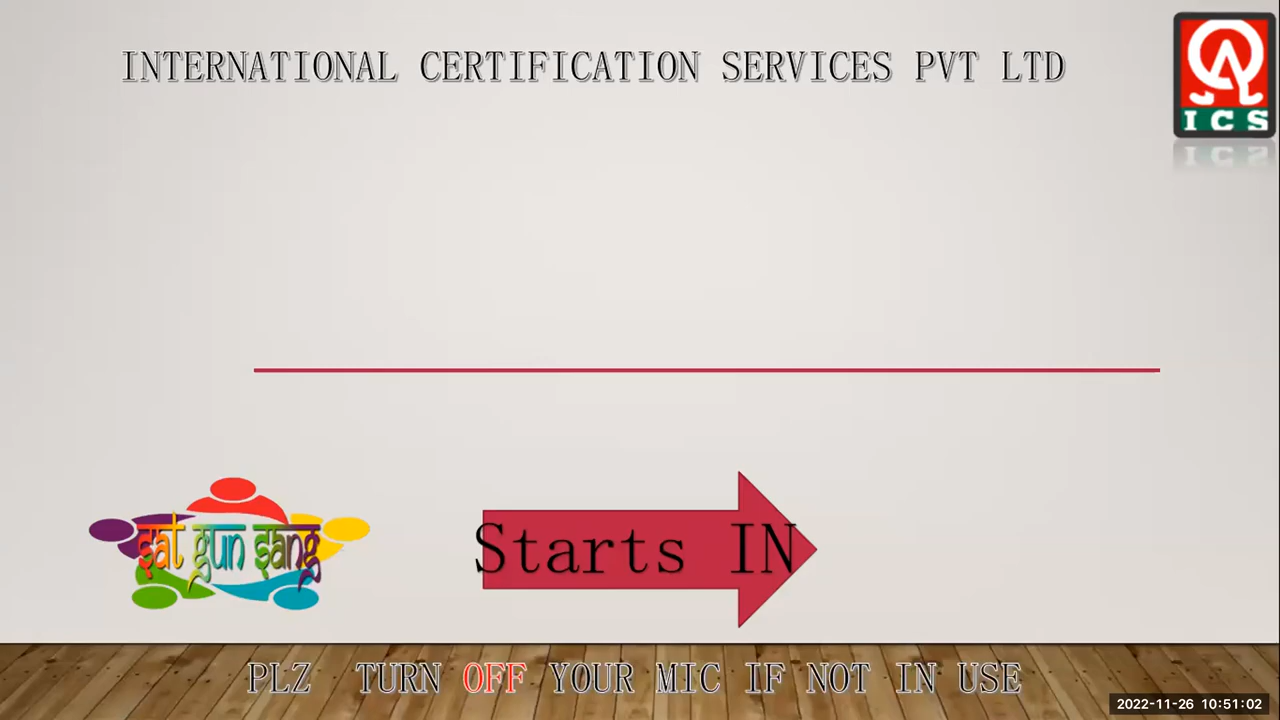 INTERNATIONAL CERTIFICATION SERVICES PVT LTD
ICS
sat gun sang
Starts IN
PLZ TURN OFF YOUR MIC IF NOT IN USE
2022-11-26 10:51:02